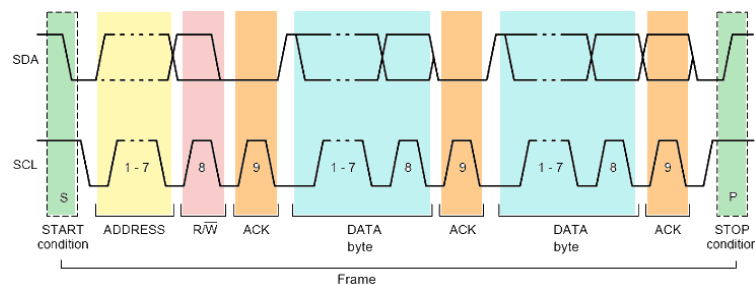 SDA
SCL
1 - 7
8
9
1 - 7
8
9
1 - 7
8
9
S
P
START
condition
ADDRESS
R/W̅
ACK
DATA
byte
ACK
DATA
byte
ACK
STOP
condition
Frame